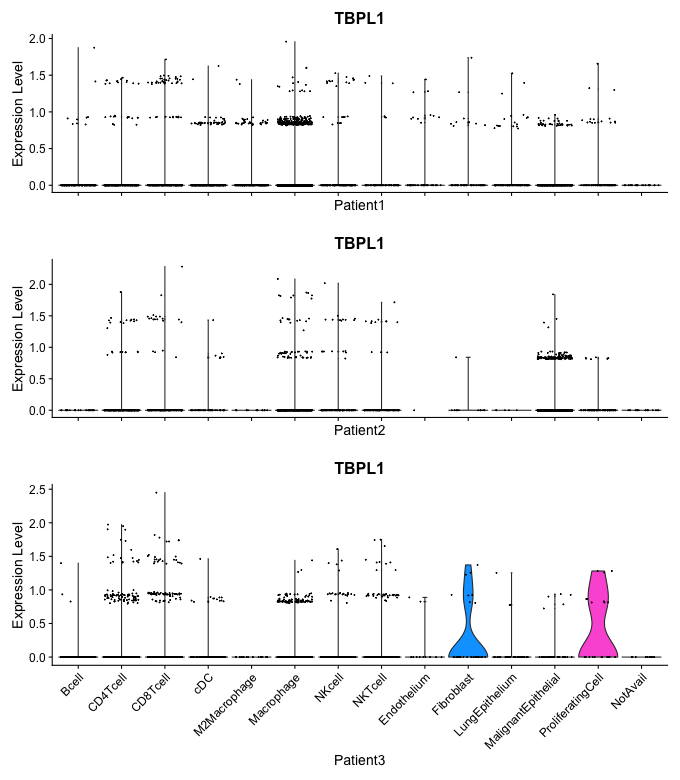 TBPL1
Expression Level
2.0
1.5
1.0
0.5
0.0
Patient1
TBPL1
Expression Level
2.0
1.5
1.0
0.5
0.0
Patient2
TBPL1
Expression Level
2.5
2.0
1.5
1.0
0.5
0.0
Bcell
CD4Tcell
CD8Tcell
cDC
M2Macrophage
Macrophage
NKcell
NKTcell
Endothelium
Fibroblast
LungEpithelium
MalignantEpithelial
ProliferatingCell
NotAvail
Patient3